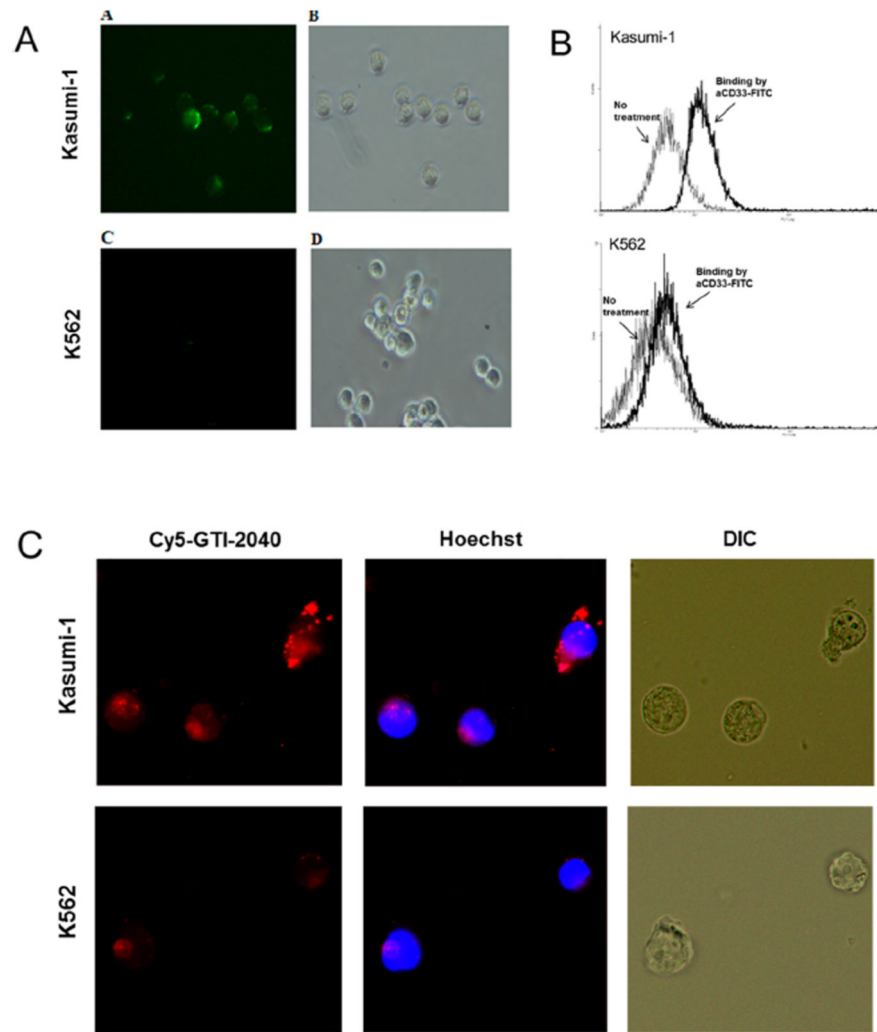 A
A
B
Kasumi-1
C
D
K562
B
Kasumi-1
No
treatment
Binding by
aCD33-FITC
K562
No
treatment
Binding by
aCD33-FITC
C
Cy5-GTI-2040
Hoechst
DIC
Kasumi-1
K562